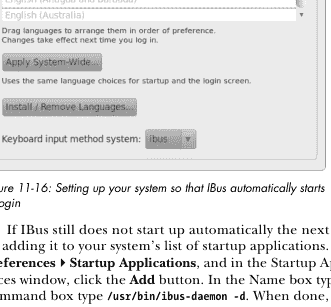 English (Australia)
Drag languages to arrange them in order of preference.
Changes take effect next time you log in.
Apply System-Wide...
Uses the same language choices for startup and the login screen.
Install / Remove Languages...
Keyboard input method system: ibus
ure 11-16: Setting up your system so that IBus automatically starts
ogin
If IBus still does not start up automatically the next
adding it to your system's list of startup applications.
eferences ▸ Startup Applications, and in the Startup A
ces window, click the Add button. In the Name box typ
mmand box type /usr/bin/ibus-daemon -d. When done,